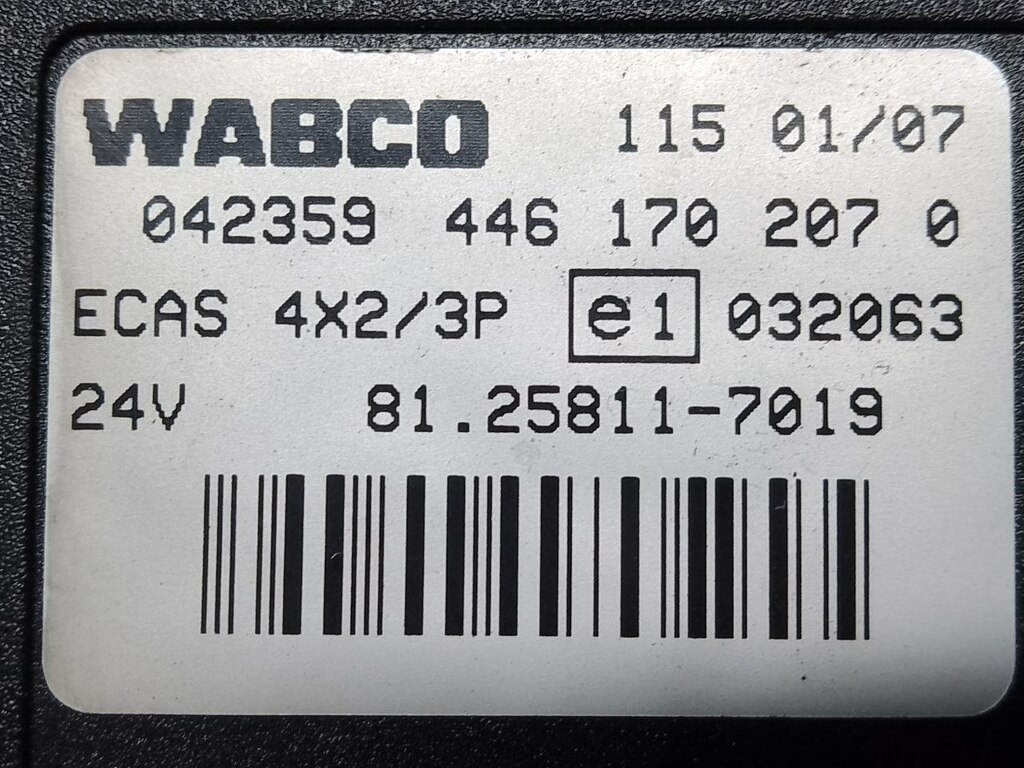 WABCO 115 01/07
042359 446 170 207 0
ECAS 4X2/3P e1 032063
24V 81.25811-7019